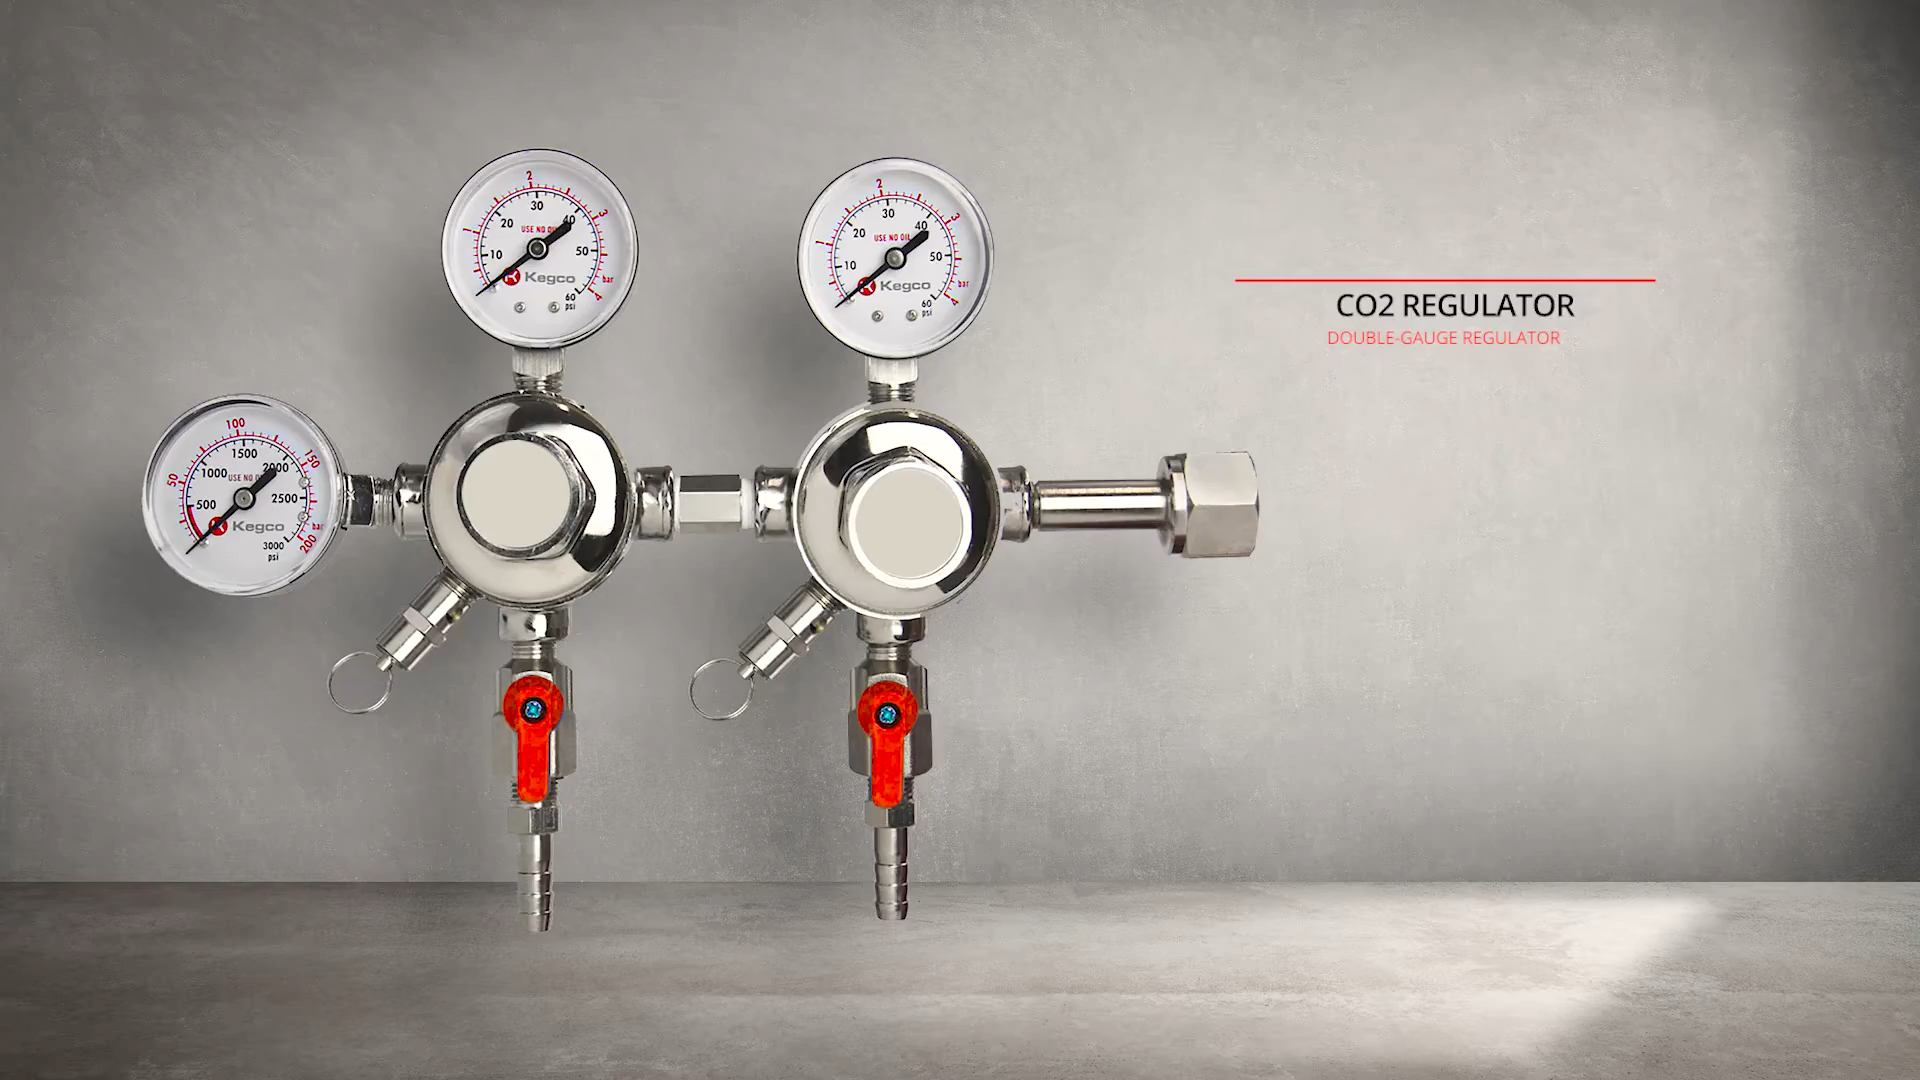 2
3
30
20
40
USE NO OIL
10
50
Kegco
bar
60
psi
4
2
3
30
20
40
USE NO OIL
10
50
Kegco
bar
60
psi
4
CO2 REGULATOR
DOUBLE-GAUGE REGULATOR
100
50
150
1500
1000
2000
USE NO
500
2500
Kegco
bar
3000
200
psi